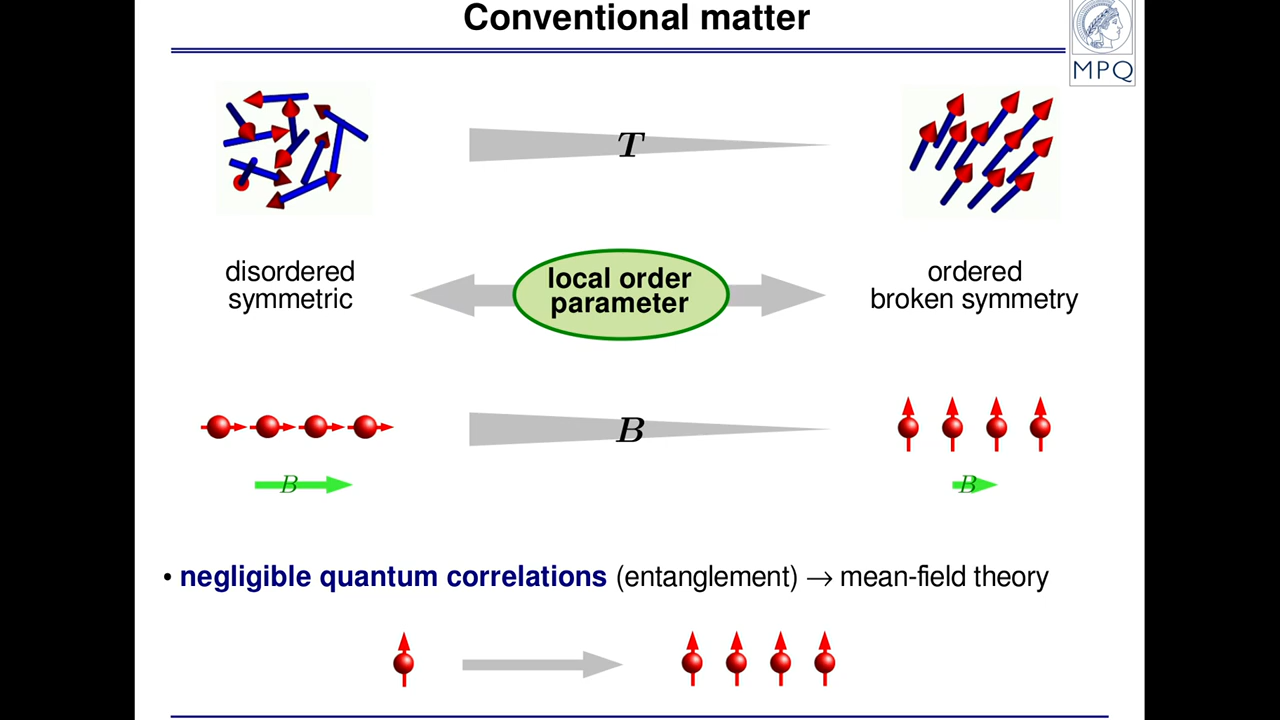 Conventional matter
MPQ
T
disordered
symmetric
local order
parameter
ordered
broken symmetry
B
B
B
• negligible quantum correlations (entanglement) → mean-field theory